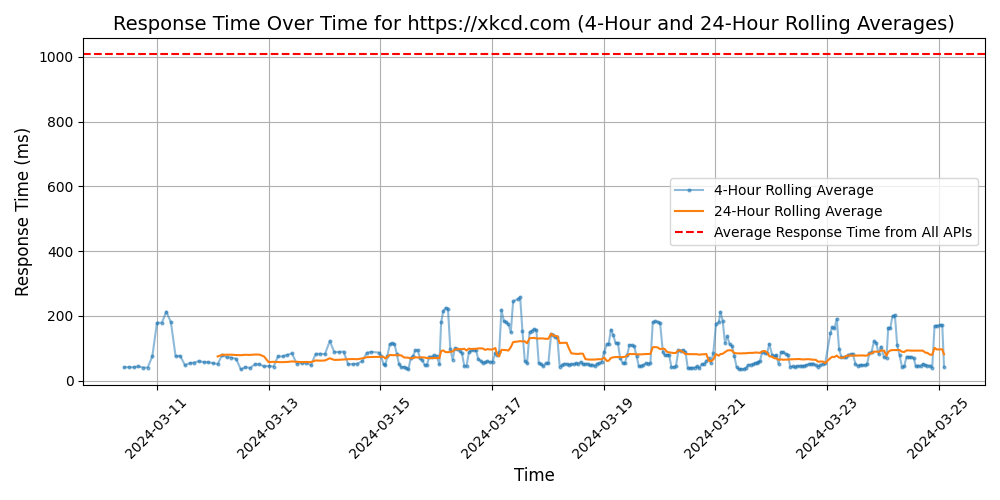 Response Time Over Time for https://xkcd.com (4-Hour and 24-Hour Rolling Averages)
Response Time (ms)
1000
800
600
400
200
0
4-Hour Rolling Average
24-Hour Rolling Average
Average Response Time from All APIs
2024-03-11
2024-03-13
2024-03-15
2024-03-17
2024-03-19
2024-03-21
2024-03-23
2024-03-25
Time